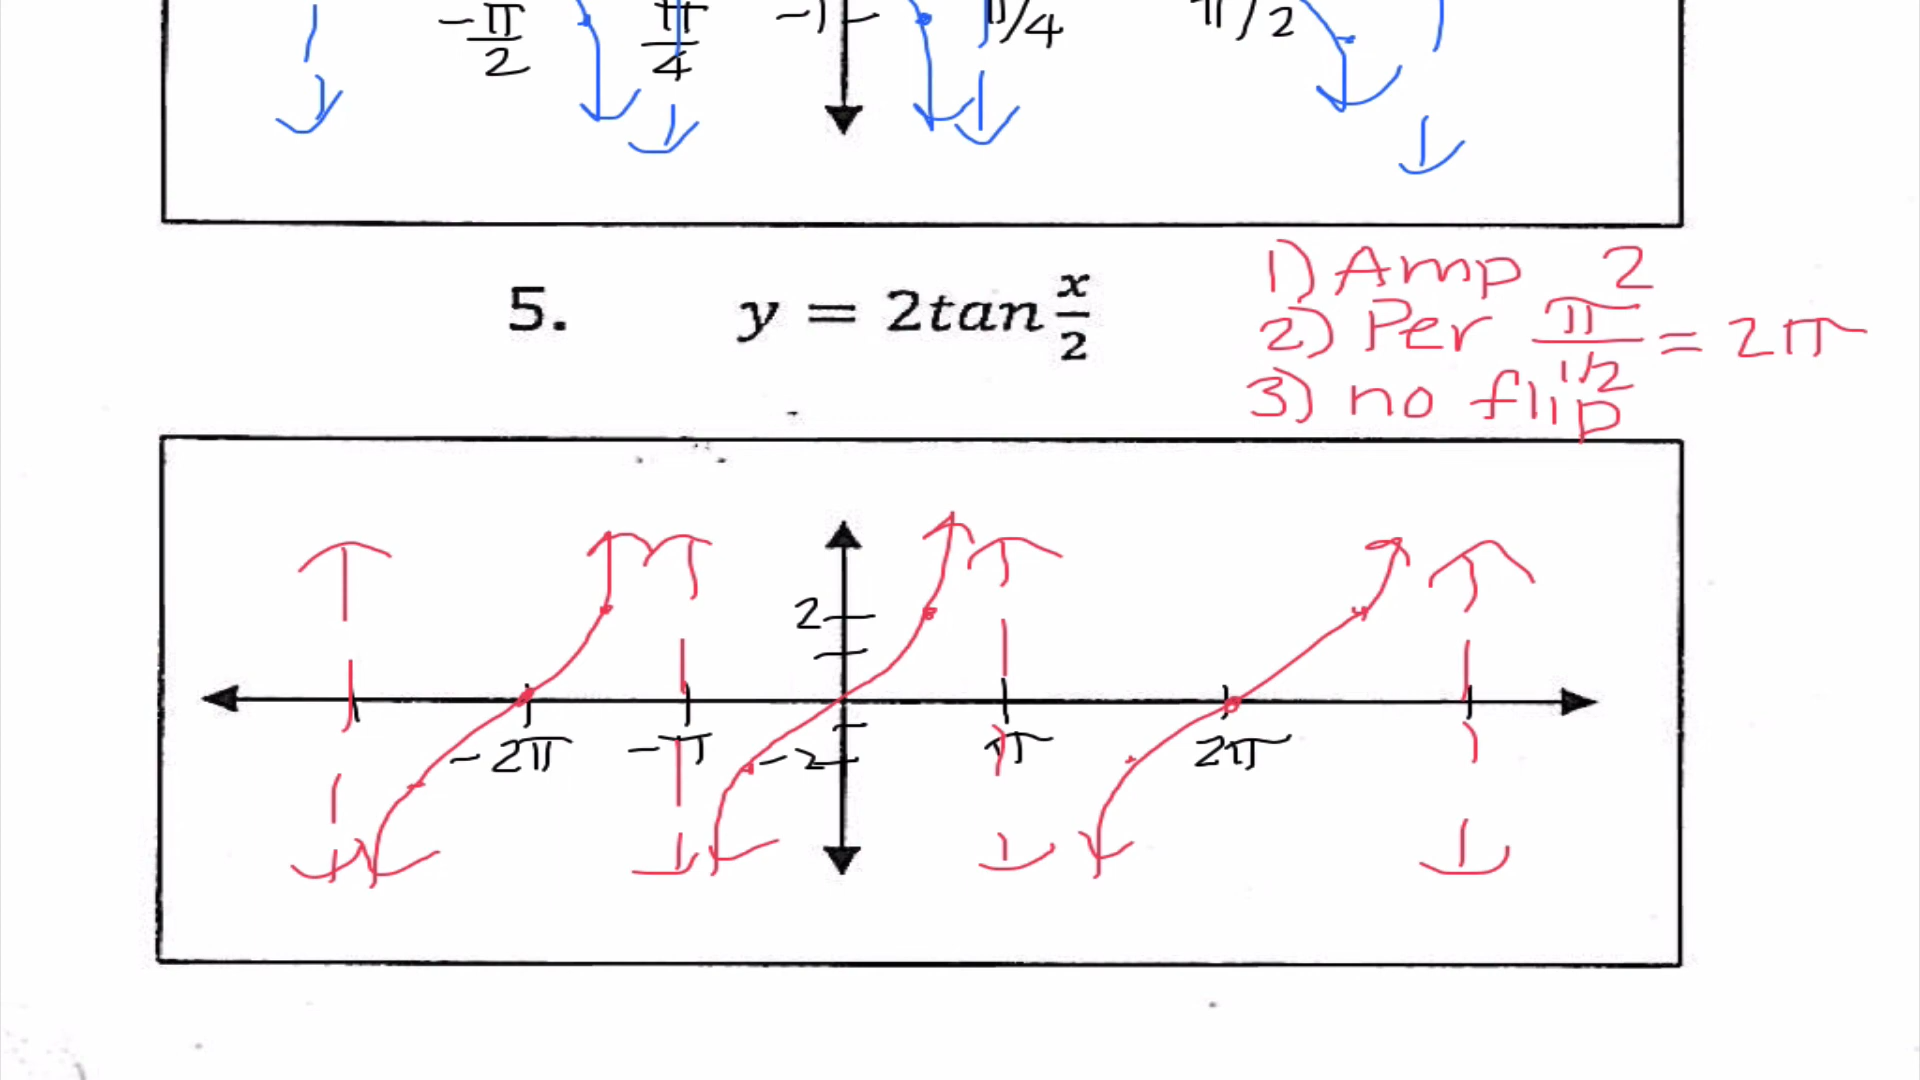 -π/2 π/4 -1 π/4 π/2
5. y = 2tan x/2
1) Amp 2
2) Per π/1/2 = 2π
3) no flip
2
-2π -π -2 π 2π